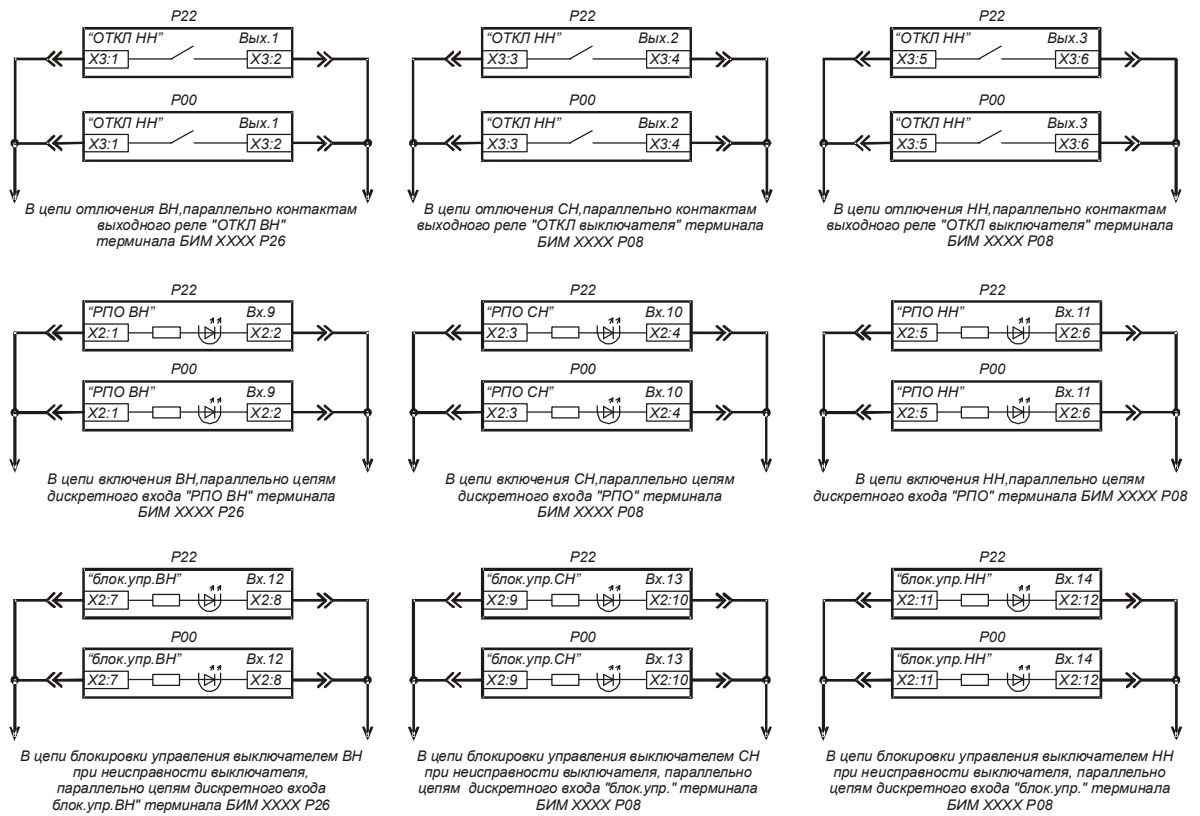 P22
“ОТКЛ НН” Вых.1
X3:1 X3:2
P00
“ОТКЛ НН” Вых.1
X3:1 X3:2
В цепи отлючения ВН,параллельно контактам
выходного реле "ОТКЛ ВН"
терминала БИМ XXXX P26
P22
“ОТКЛ НН” Вых.2
X3:3 X3:4
P00
“ОТКЛ НН” Вых.2
X3:3 X3:4
В цепи отлючения СН,параллельно контактам
выходного реле "ОТКЛ выключателя" терминала
БИМ XXXX P08
P22
“ОТКЛ НН” Вых.3
X3:5 X3:6
P00
“ОТКЛ НН” Вых.3
X3:5 X3:6
В цепи отлючения НН,параллельно контактам
выходного реле "ОТКЛ выключателя" терминала
БИМ XXXX P08
P22
“РПО ВН” Вх.9
X2:1 X2:2
P00
“РПО ВН” Вх.9
X2:1 X2:2
В цепи включения ВН,параллельно цепям
дискретного входа "РПО ВН" терминала
БИМ XXXX P26
P22
“РПО СН” Вх.10
X2:3 X2:4
P00
“РПО СН” Вх.10
X2:3 X2:4
В цепи включения СН,параллельно цепям
дискретного входа "РПО" терминала
БИМ XXXX P08
P22
“РПО НН” Вх.11
X2:5 X2:6
P00
“РПО НН” Вх.11
X2:5 X2:6
В цепи включения НН,параллельно цепям
дискретного входа "РПО" терминала БИМ XXXX P08
P22
“блок.упр.ВН” Вх.12
X2:7 X2:8
P00
“блок.упр.ВН” Вх.12
X2:7 X2:8
В цепи блокировки управления выключателем ВН
при неисправности выключателя,
параллельно цепям дискретного входа
блок.упр.ВН" терминала БИМ XXXX P26
P22
“блок.упр.СН” Вх.13
X2:9 X2:10
P00
“блок.упр.СН” Вх.13
X2:9 X2:10
В цепи блокировки управления выключателем СН
при неисправности выключателя, параллельно
цепям дискретного входа "блок.упр." терминала
БИМ XXXX P08
P22
“блок.упр.НН” Вх.14
X2:11 X2:12
P00
“блок.упр.НН” Вх.14
X2:11 X2:12
В цепи блокировки управления выключателем НН
при неисправности выключателя, параллельно
цепям дискретного входа "блок.упр." терминала
БИМ XXXX P08